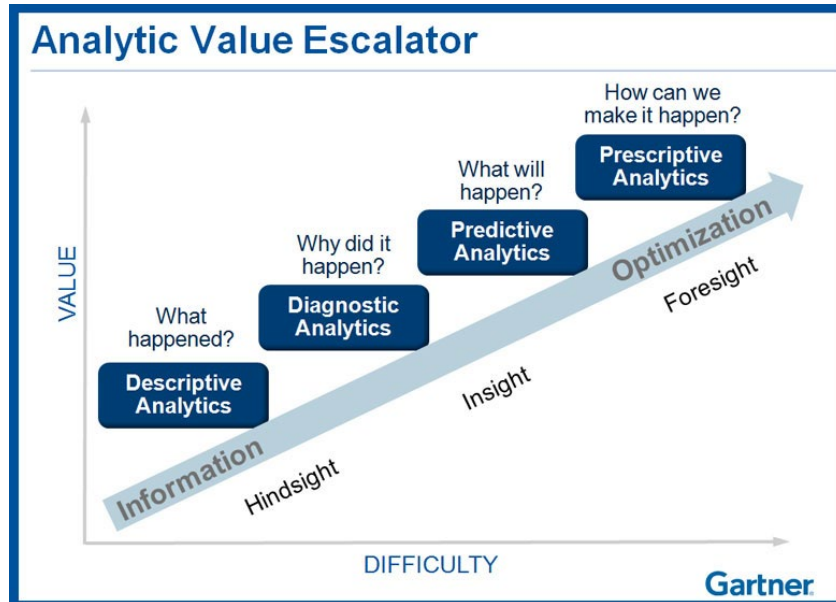 Analytic Value Escalator
How can we
make it happen?
Prescriptive
Analytics
What will
happen?
Predictive
Analytics
Why did it
happen?
Diagnostic
Analytics
What
happened?
Descriptive
Analytics
VALUE
Information
Optimization
Hindsight
Insight
Foresight
DIFFICULTY
Gartner